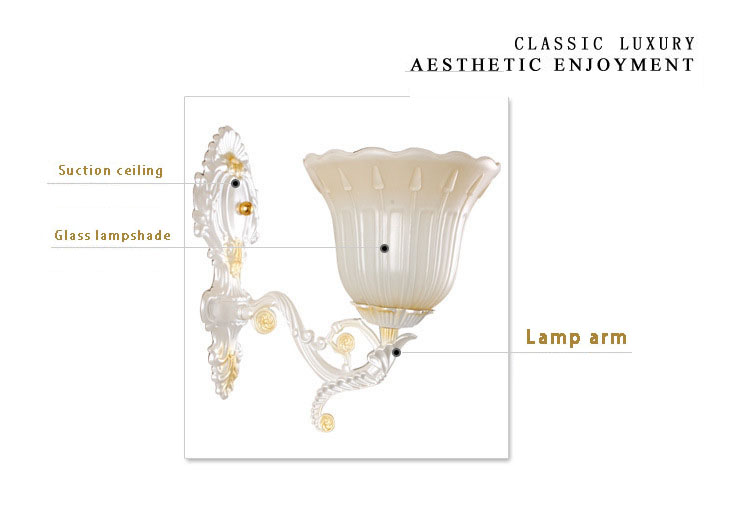 CLASSIC LUXURY
AESTHETIC ENJOYMENT
Suction ceiling
Glass lampshade
Lamp arm